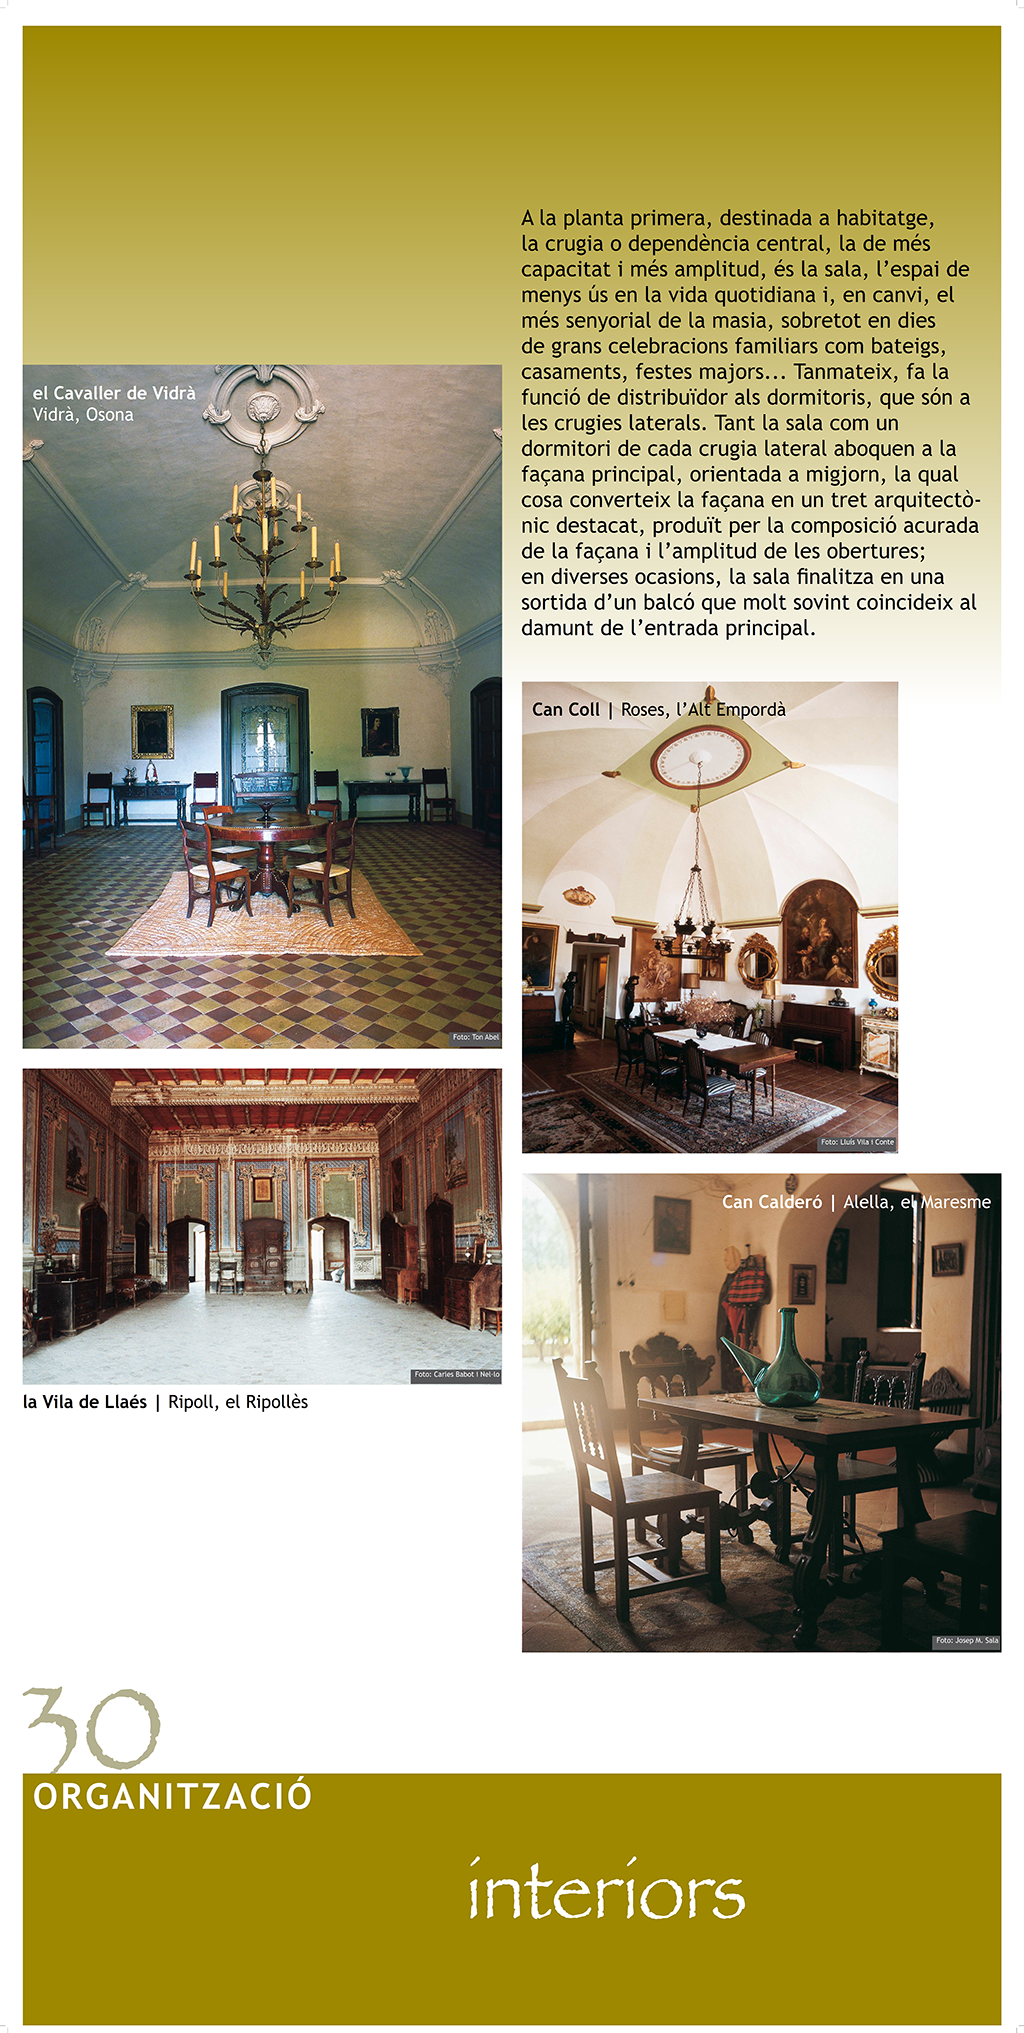 A la planta primera, destinada a habitatge,
la crugia o dependència central, la de més
capacitat i més amplitud, és la sala, l’espai de
menys ús en la vida quotidiana i, en canvi, el
més senyorial de la masia, sobretot en dies
de grans celebracions familiars com bateigs,
casaments, festes majors... Tanmateix, fa la
funció de distribuïdor als dormitoris, que són a
les crugies laterals. Tant la sala com un
dormitori de cada crugia lateral aboquen a la
façana principal, orientada a migjorn, la qual
cosa converteix la façana en un tret arquitectò-
nic destacat, produït per la composició acurada
de la façana i l’amplitud de les obertures;
en diverses ocasions, la sala finalitza en una
sortida d’un balcó que molt sovint coincideix al
damunt de l’entrada principal.
el Cavaller de Vidrà
Vidrà, Osona
Foto: Ton Abel
Can Coll | Roses, l’Alt Empordà
Foto: Lluís Vila i Conte
Foto: Carles Babot i Nel·lo
la Vila de Llaés | Ripoll, el Ripollès
Can Calderó | Alella, el Maresme
Foto: Josep M. Sala
30
ORGANITZACIÓ
interiors